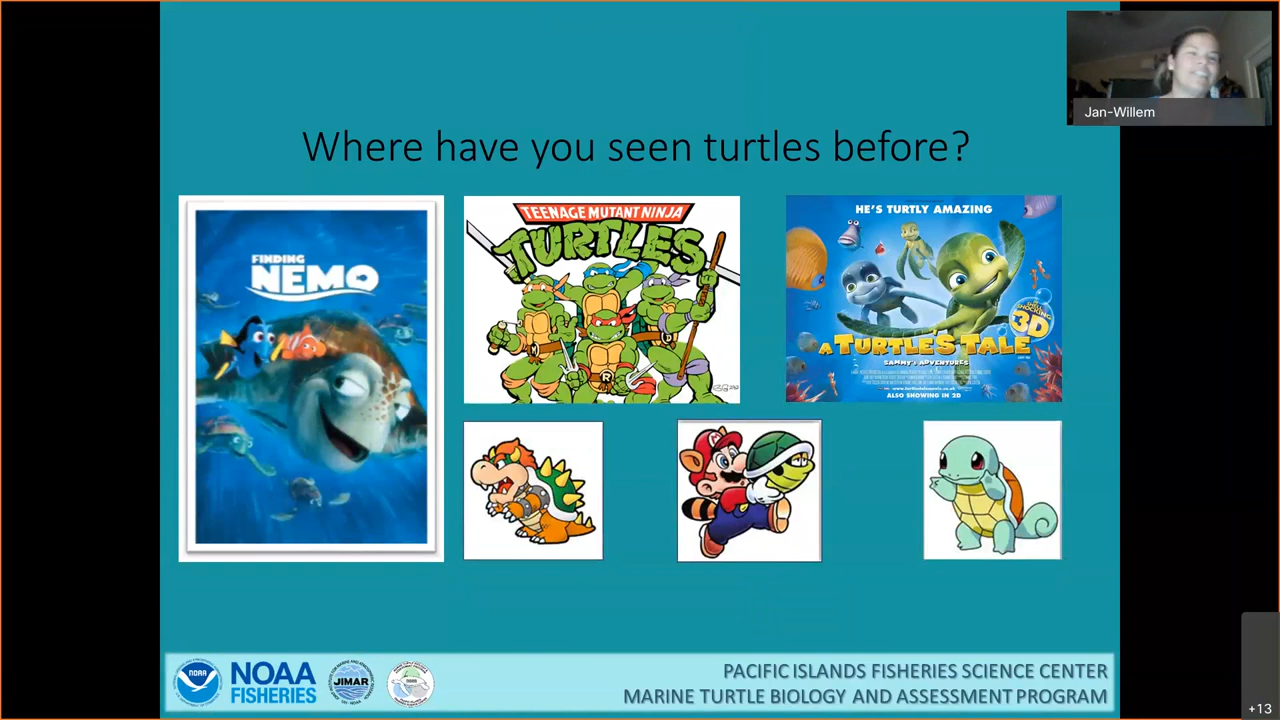 Jan-Willem
Where have you seen turtles before?
FINDING
NEMO
TEENAGE MUTANT NINJA
TURTLES
R
HE'S TURTLY AMAZING
3D
A TURTLE'S TALE
SAMMY'S ADVENTURES
ALSO SHOWING IN 2D
M
NOAA
NOAA
FISHERIES
JIMAR
PACIFIC ISLANDS FISHERIES SCIENCE CENTER
MARINE TURTLE BIOLOGY AND ASSESSMENT PROGRAM
+13